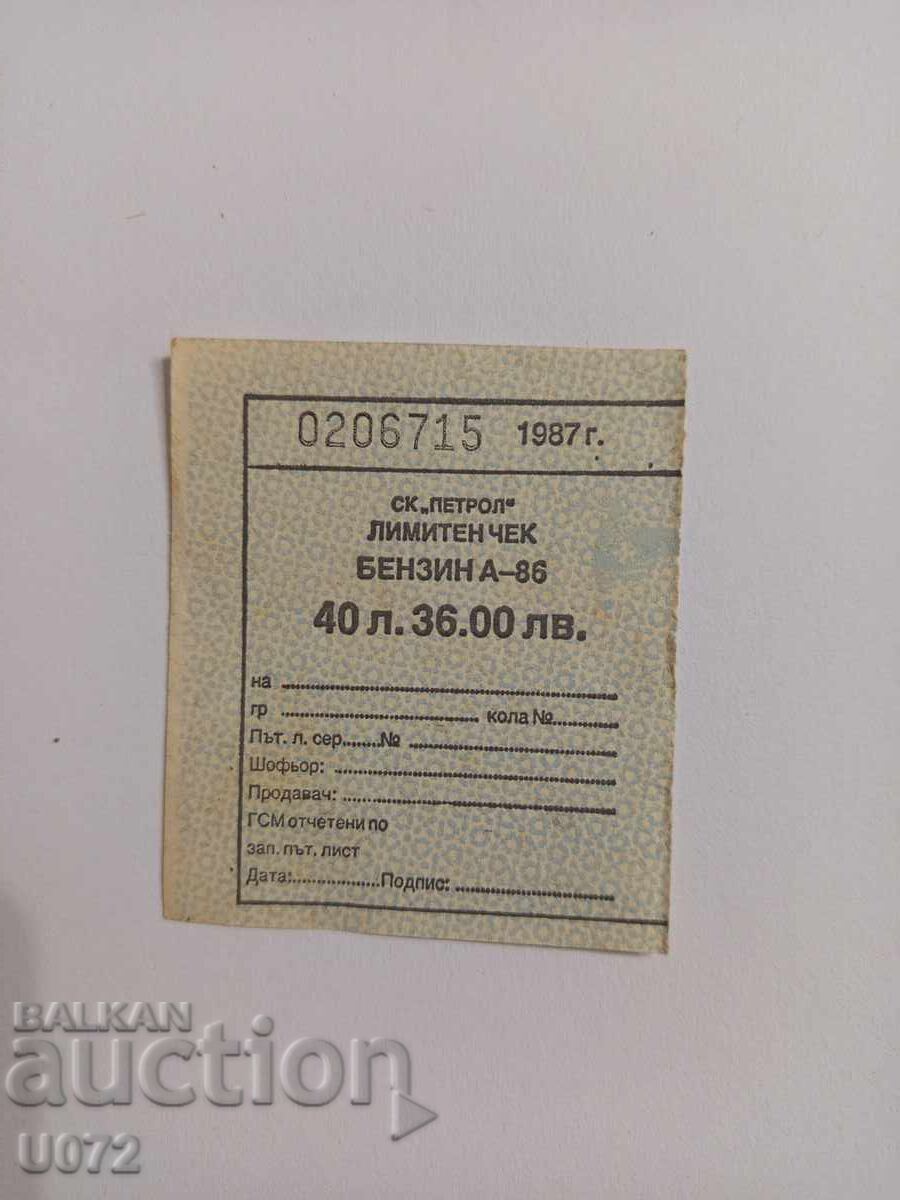 0206715 1987 г.
СК „ПЕТРОЛ“
ЛИМИТЕН ЧЕК
БЕНЗИН А–86
40 л. 36.00 лв.
на ........................................
гр ........................ кола №...........
Път. л. сер.......№ ..............................
Шофьор: ........................................
Продавач: ......................................
ГСМ отчетени по
зап. път. лист
Дата:..................Подпис: ......................
BALKAN
auction
U072